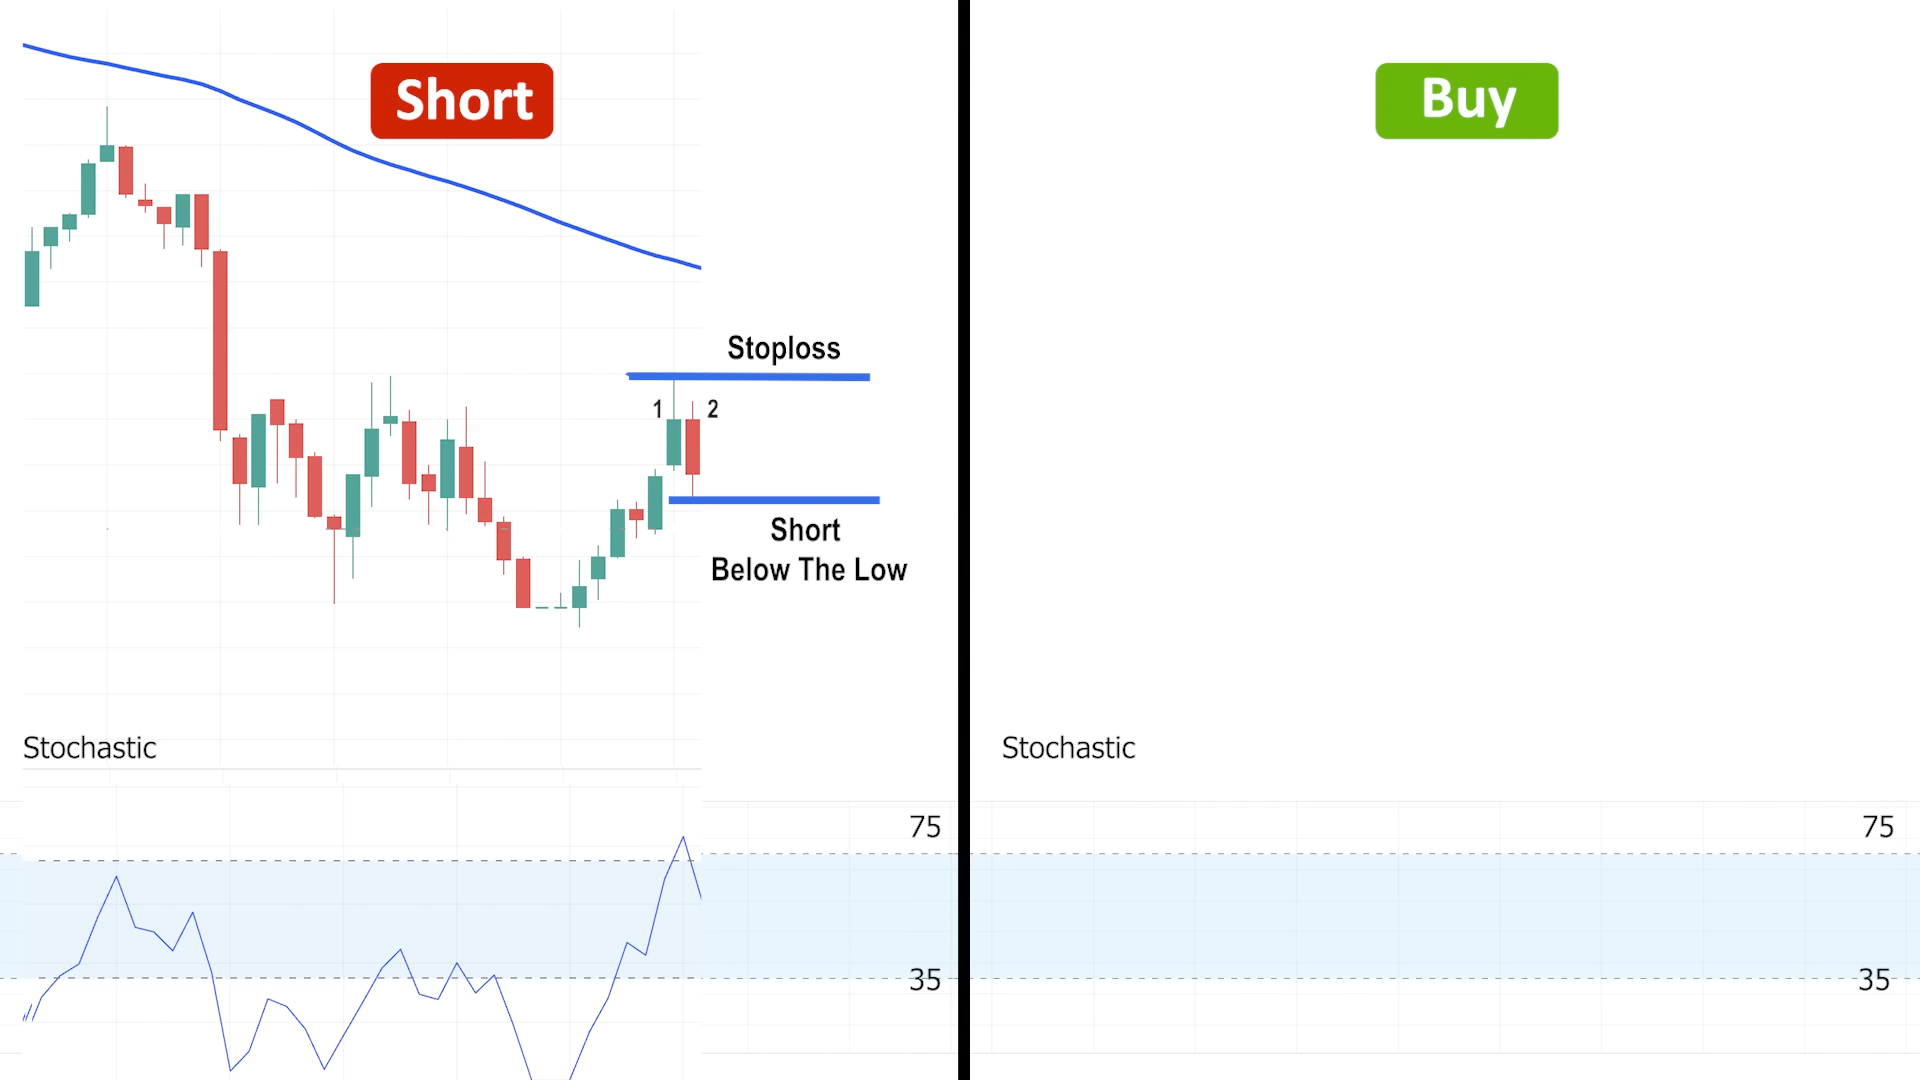 Short
Stoploss
1 2
Short
Below The Low
Stochastic
75
35
Buy
Stochastic
75
35